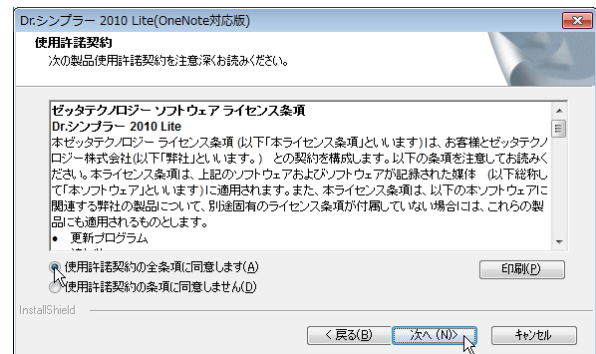 Dr.シンプラー 2010 Lite(OneNote対応版)
使用許諾契約
次の製品使用許諾契約を注意深くお読みください。
ゼッタテクノロジー ソフトウェア ライセンス条項
Dr.シンプラー 2010 Lite
本ゼッタテクノロジー ライセンス条項 (以下「本ライセンス条項」といいます)は、お客様とゼッタテクノ
ロジー株式会社(以下「弊社」といいます。) との契約を構成します。以下の条項を注意してお読みく
ださい。本ライセンス条項は、上記のソフトウェアおよびソフトウェアが記録された媒体 (以下総称し
て「本ソフトウェア」といいます)に適用されます。また、本ライセンス条項は、以下の本ソフトウェアに
関連する弊社の製品について、別途固有のライセンス条項が付属していない場合には、これらの製
品にも適用されるものとします。
• 更新プログラム
使用許諾契約の全条項に同意します(A)
印刷(P)
使用許諾契約の条項に同意しません(D)
InstallShield
< 戻る(B)
次へ (N)>
キャンセル